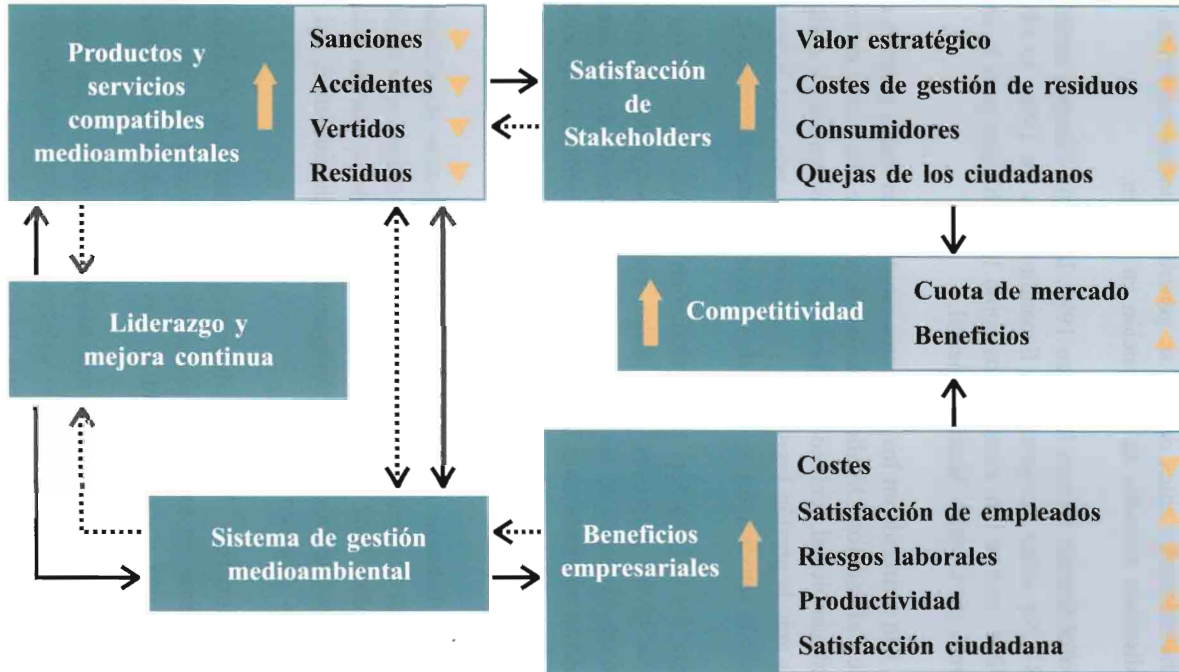 Productos y
servicios
compatibles
medioambientales
Sanciones
Accidentes
Vertidos
Residuos
Satisfacción
de
Stakeholders
Valor estratégico
Costes de gestión de residuos
Consumidores
Quejas de los ciudadanos
Liderazgo y
mejora continua
Competitividad
Cuota de mercado
Beneficios
Sistema de gestión
medioambiental
Beneficios
empresariales
Costes
Satisfacción de empleados
Riesgos laborales
Productividad
Satisfacción ciudadana